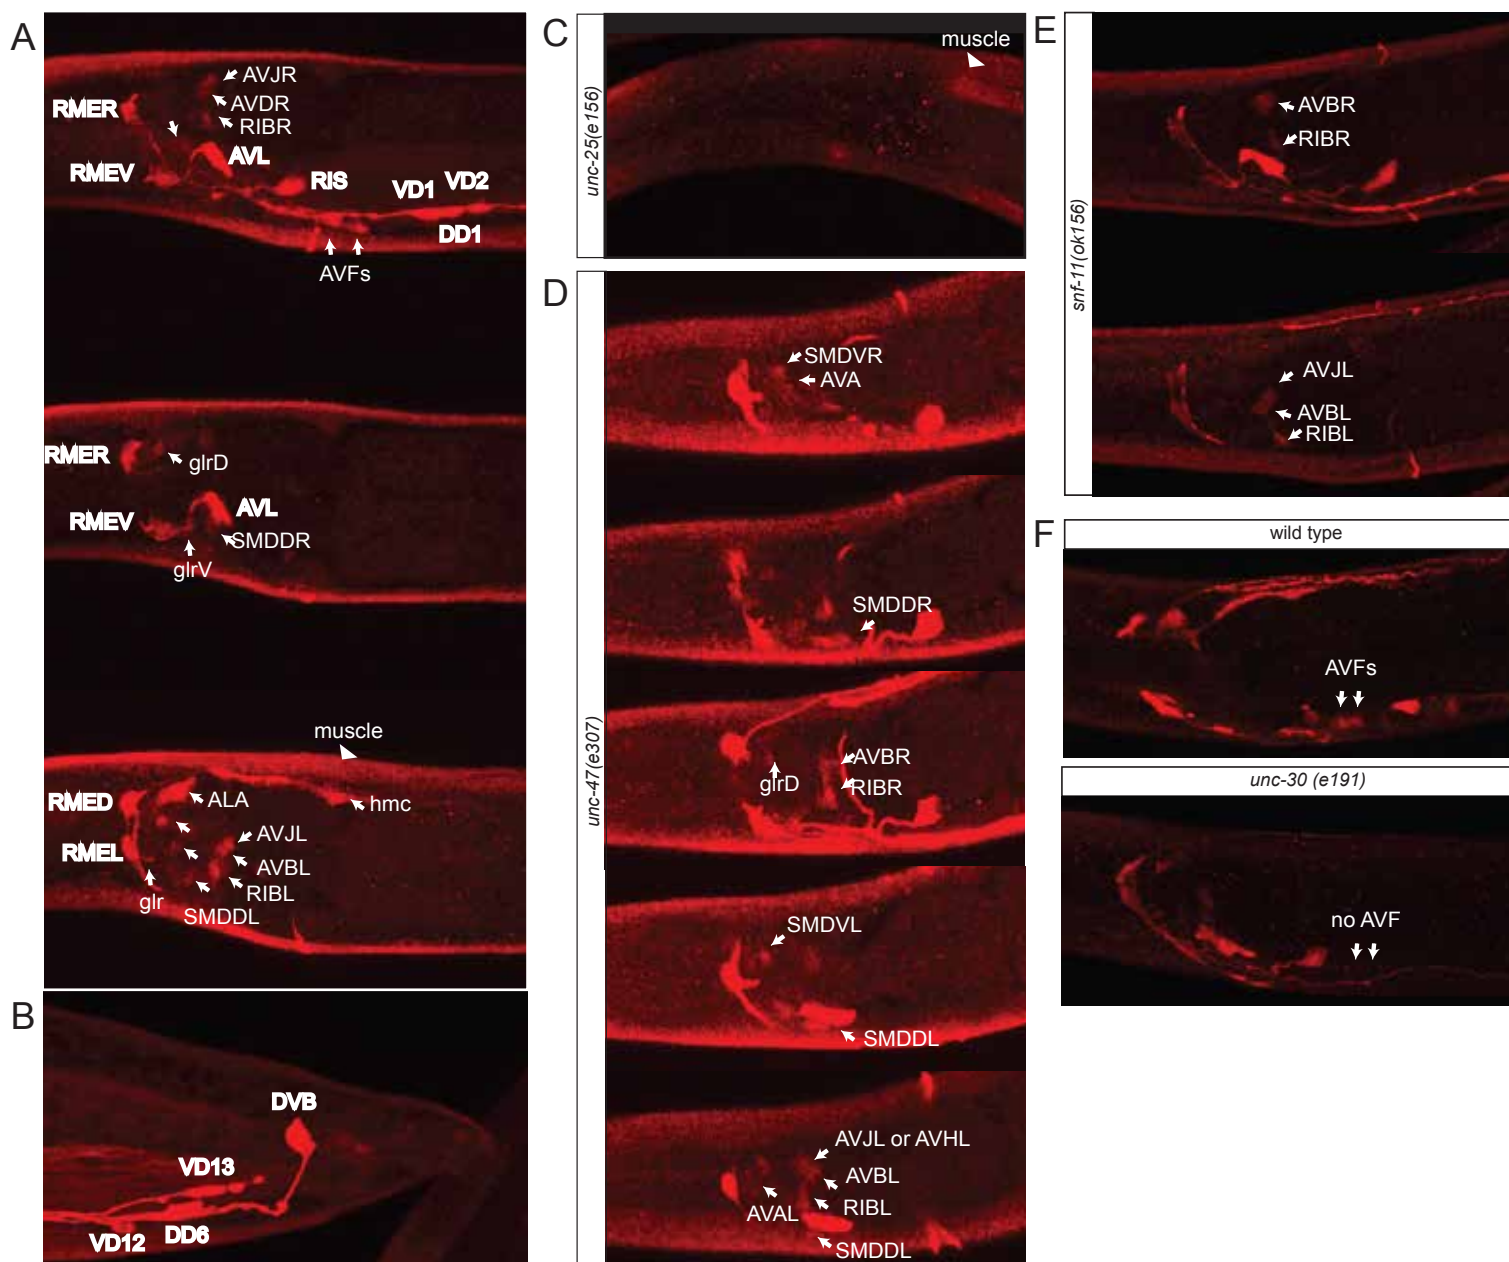 A
AVJR
AVDR
RIBR
RMER
RMEV
AVL
RIS
VD1
VD2
DD1
AVFs
RMER
glrD
RMEV
AVL
SMDDR
glrV
muscle
RMED
ALA
hmc
RMEL
AVJL
AVBL
RIBL
glr
SMDDL
B
DVB
VD13
VD12
DD6
C
unc-25(e156)
muscle
D
unc-47(e307)
SMDVR
AVA
SMDDR
AVBR
glrD
RIBR
SMDVL
SMDDL
AVJL or AVHL
AVBL
AVAL
RIBL
SMDDL
E
snf-11(ok156)
AVBR
RIBR
AVJL
AVBL
RIBL
F
wild type
AVFs
unc-30 (e191)
no AVF